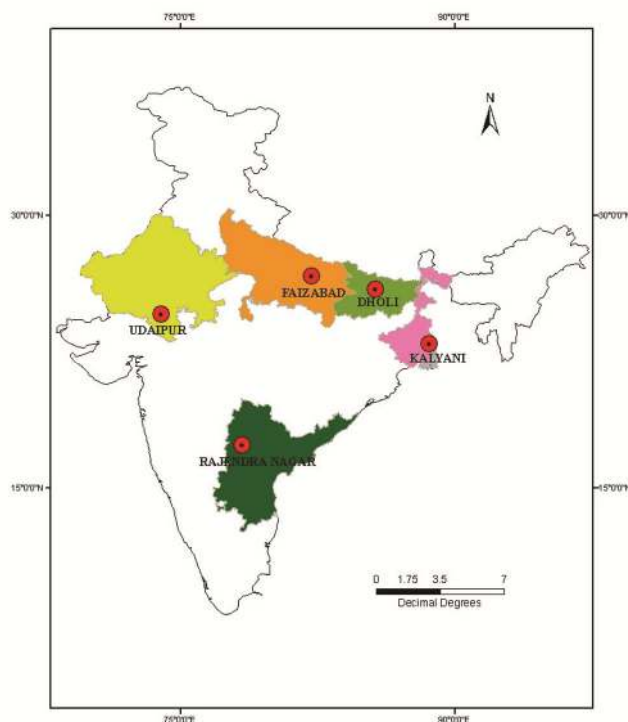 75°0'0"E 90°0'0"E
N
30°0'0"N 30°0'0"N
FAIZABAD
DHOLI
UDAIPUR
KALYANI
RAJENDRA NAGAR
15°0'0"N 15°0'0"N
0 1.75 3.5 7
Decimal Degrees
75°0'0"E 90°0'0"E